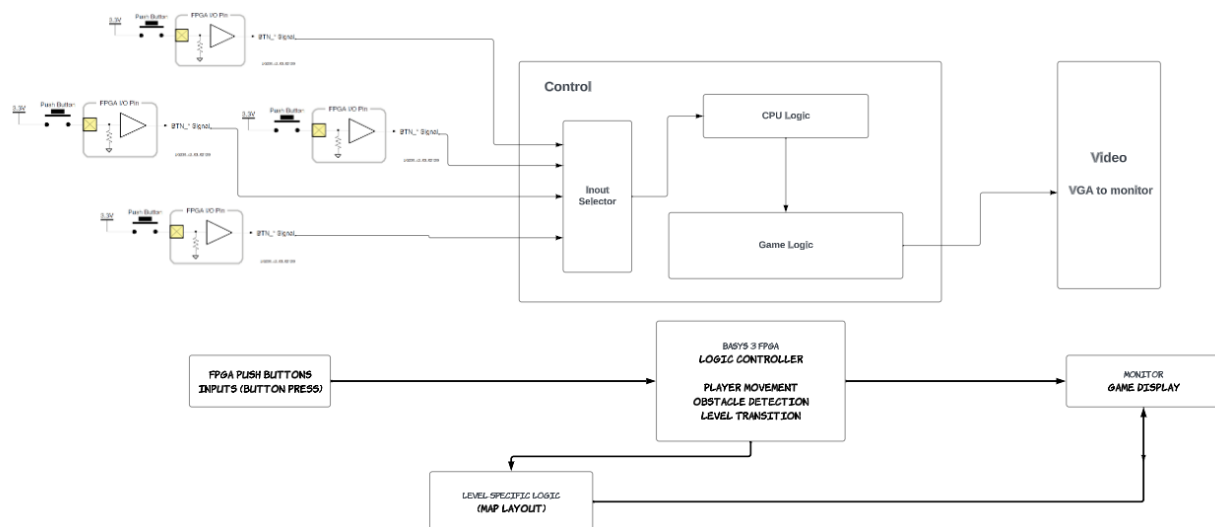 Push Button
FPGA I/O Pin
3.3V
BTN_* Signal
Push Button
FPGA I/O Pin
3.3V
BTN_* Signal
Push Button
FPGA I/O Pin
3.3V
BTN_* Signal
Push Button
FPGA I/O Pin
3.3V
BTN_* Signal
Control
CPU Logic
Inout
Selector
Game Logic
Video
VGA to monitor
BASYS 3 FPGA
LOGIC CONTROLLER
PLAYER MOVEMENT
OBSTACLE DETECTION
LEVEL TRANSITION
FPGA PUSH BUTTONS
INPUTS (BUTTON PRESS)
MONITOR
GAME DISPLAY
LEVEL SPECIFIC LOGIC
(MAP LAYOUT)